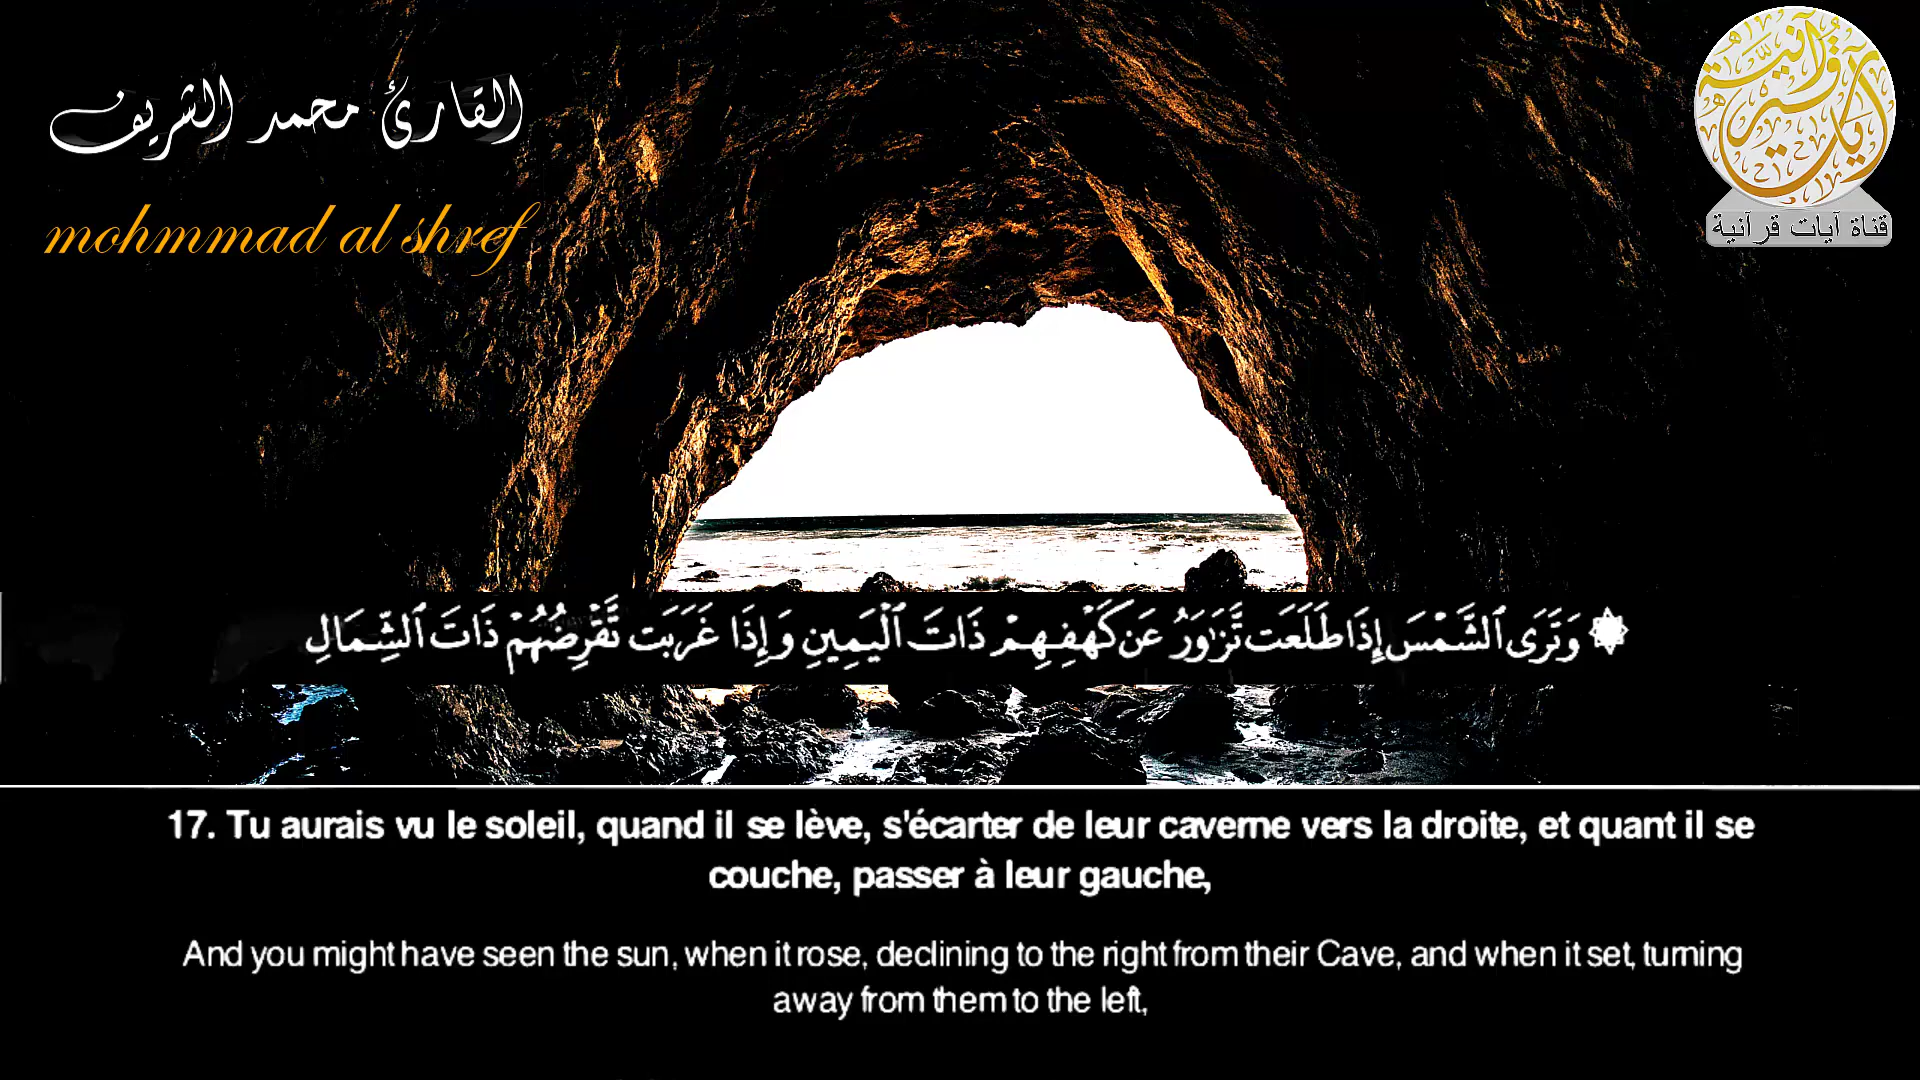 القارئ محمد الشريف
mohmmad al shref
آيات قرآنية
قناة آيات قرآنية
۞ وَتَرَى ٱلشَّمْسَ إِذَا طَلَعَت تَّزَٰوَرُ عَن كَهْفِهِمْ ذَاتَ ٱلْيَمِينِ وَإِذَا غَرَبَت تَّقْرِضُهُمْ ذَاتَ ٱلشِّمَالِ
17. Tu aurais vu le soleil, quand il se lève, s'écarter de leur caverne vers la droite, et quant il se
couche, passer à leur gauche,
And you might have seen the sun, when it rose, declining to the right from their Cave, and when it set, turning
away from them to the left,